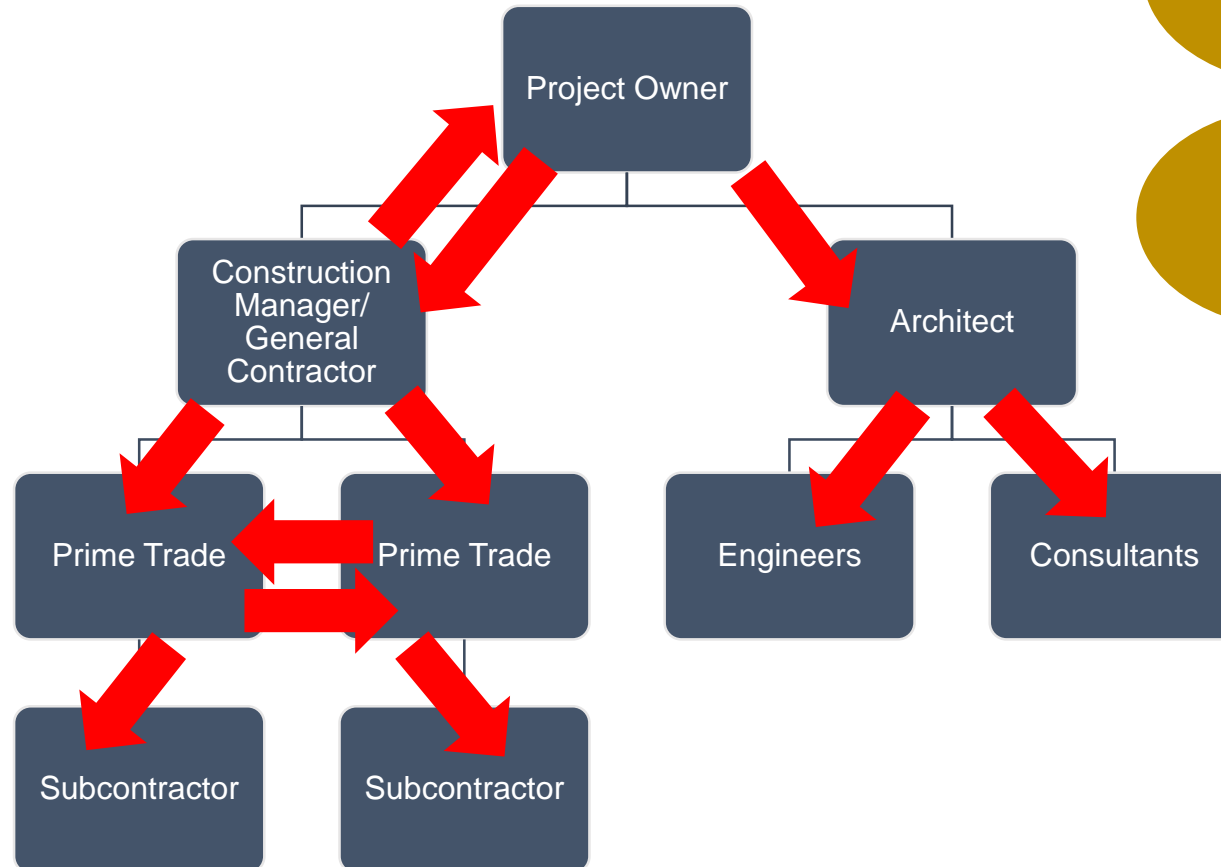 Project Owner
Construction
Manager/
General
Contractor
Architect
Prime Trade
Prime Trade
Engineers
Consultants
Subcontractor
Subcontractor